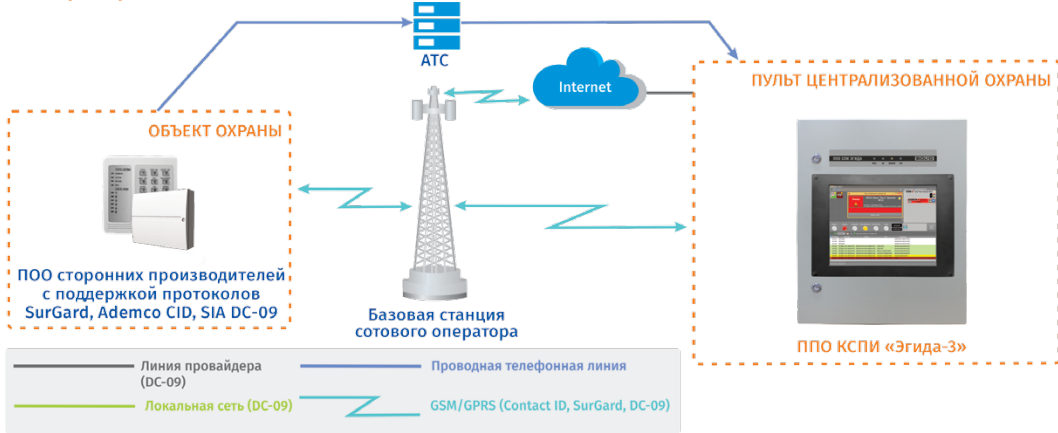 АТС
Internet
ПУЛЬТ ЦЕНТРАЛИЗОВАННОЙ ОХРАНЫ
ОБЪЕКТ ОХРАНЫ
ПОО сторонних производителей
с поддержкой протоколов
SurGard, Ademco CID, SIA DC-09
Базовая станция
сотового оператора
ППО КСПИ «Эгида-3»
Линия провайдера
(DC-09)
Проводная телефонная линия
Локальная сеть (DC-09)
GSM/GPRS (Contact ID, SurGard, DC-09)